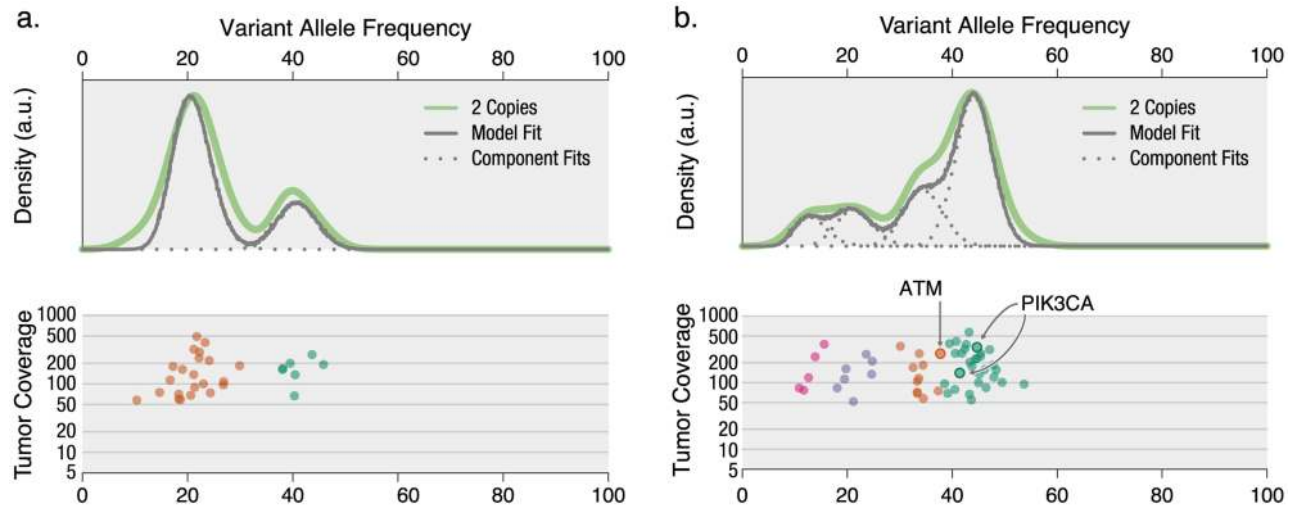 a.
Variant Allele Frequency
0 20 40 60 80 100
Density (a.u.)
2 Copies
Model Fit
Component Fits
Tumor Coverage
1000
500
200
100
50
20
10
5
0 20 40 60 80 100
b.
Variant Allele Frequency
0 20 40 60 80 100
Density (a.u.)
2 Copies
Model Fit
Component Fits
ATM
PIK3CA
Tumor Coverage
1000
500
200
100
50
20
10
5
0 20 40 60 80 100